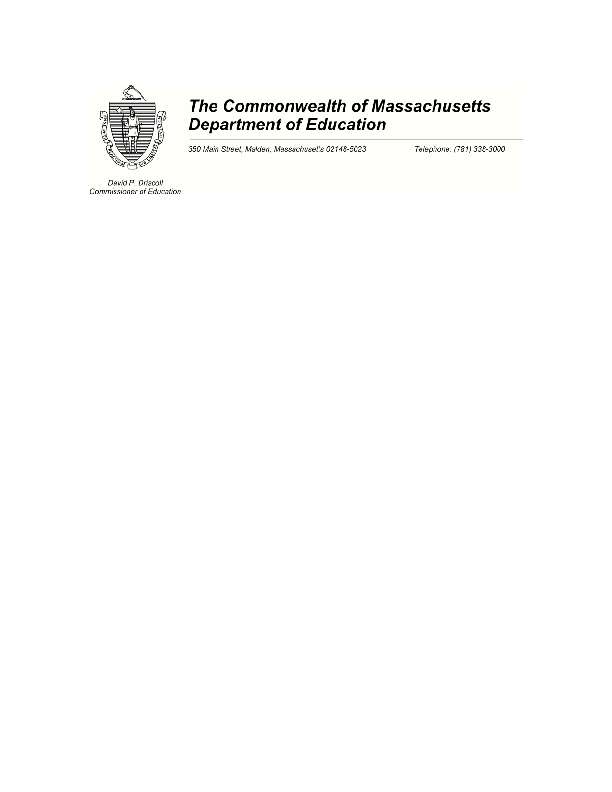 The Commonwealth of Massachusetts
Department of Education
350 Main Street, Malden, Massachusetts 02148-5023 Telephone: (781) 338-3000
David P. Driscoll
Commissioner of Education